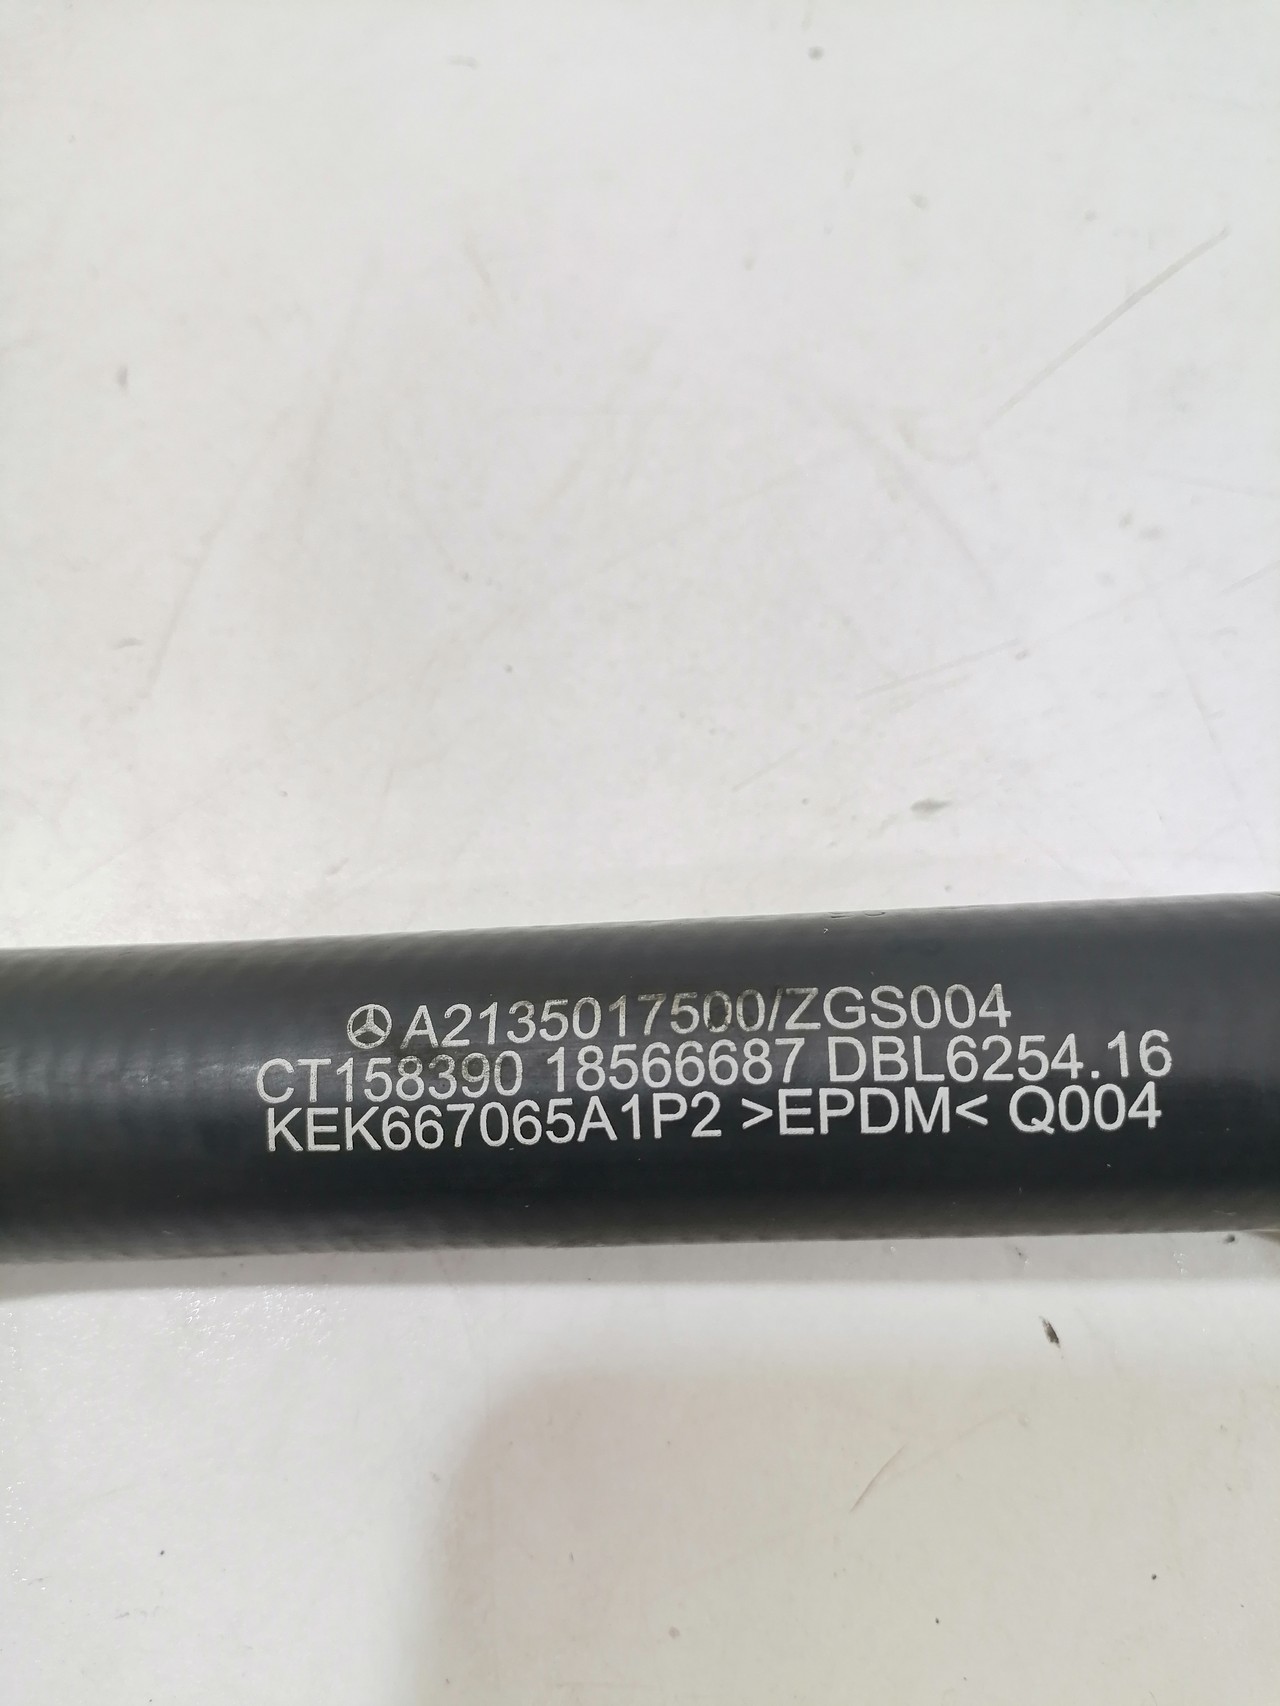 A2135017500/ZGS004
CT158390 18566687 DBL6254.16
KEK667065A1P2 >EPDM< Q004